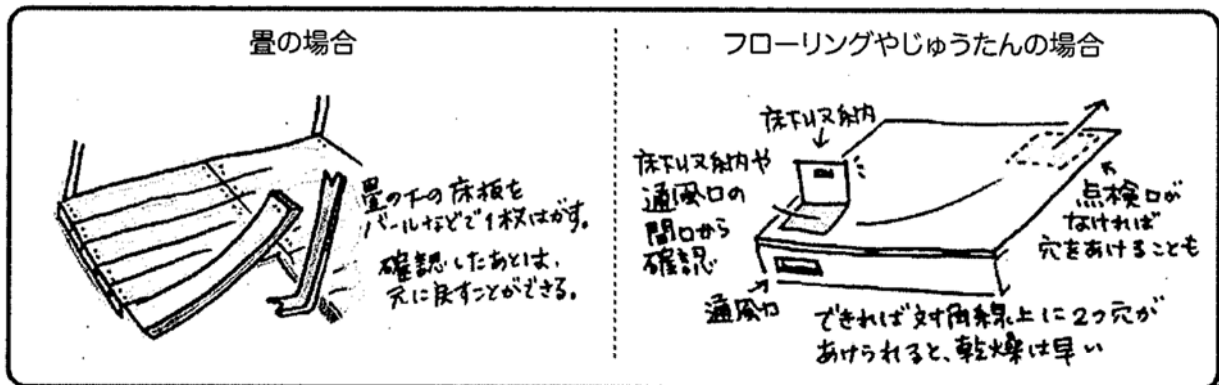 畳の場合
畳の下の床板を
バールなどで1枚はがす。
確認したあとは、
元に戻すことができる。
フローリングやじゅうたんの場合
床下収納
床下収納や
通風口の
開口から
確認
通風口
点検口が
なければ
穴をあけることも
できれば対角線上に2つ穴が
あけられると、乾燥は早い